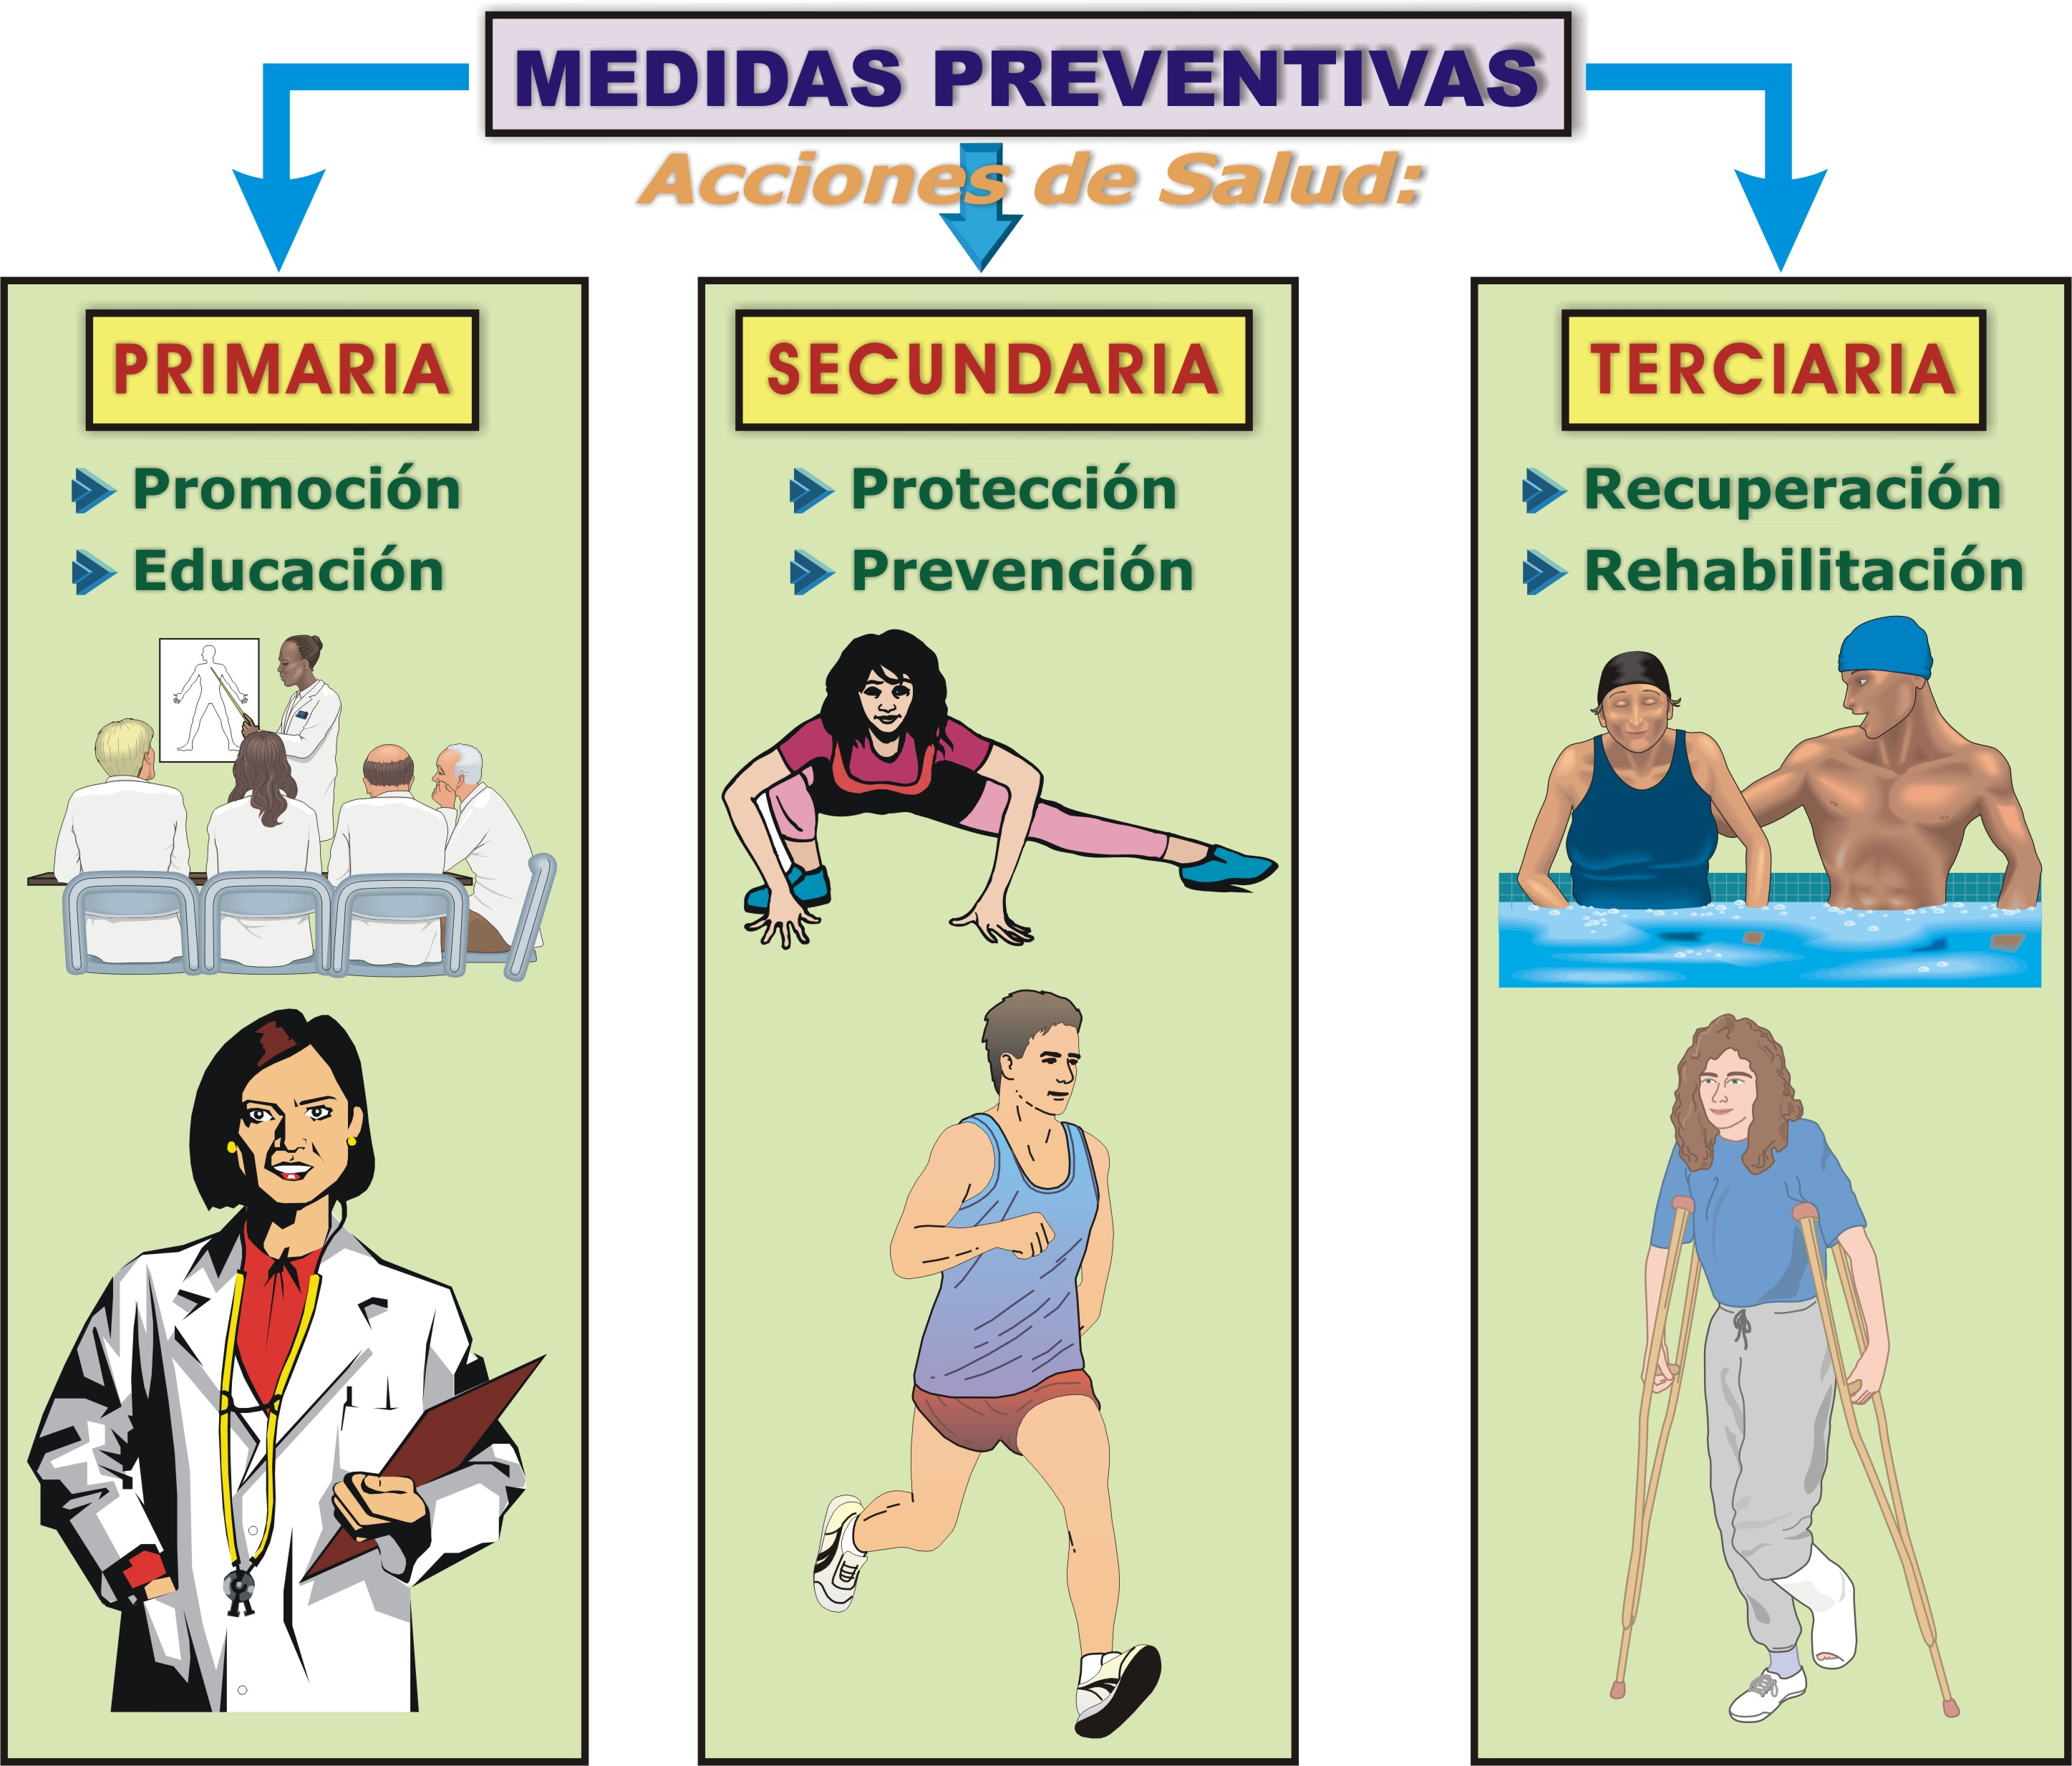 MEDIDAS PREVENTIVAS
Acciones de Salud:
PRIMARIA
Promoción
Educación
SECUNDARIA
Protección
Prevención
TERCIARIA
Recuperación
Rehabilitación